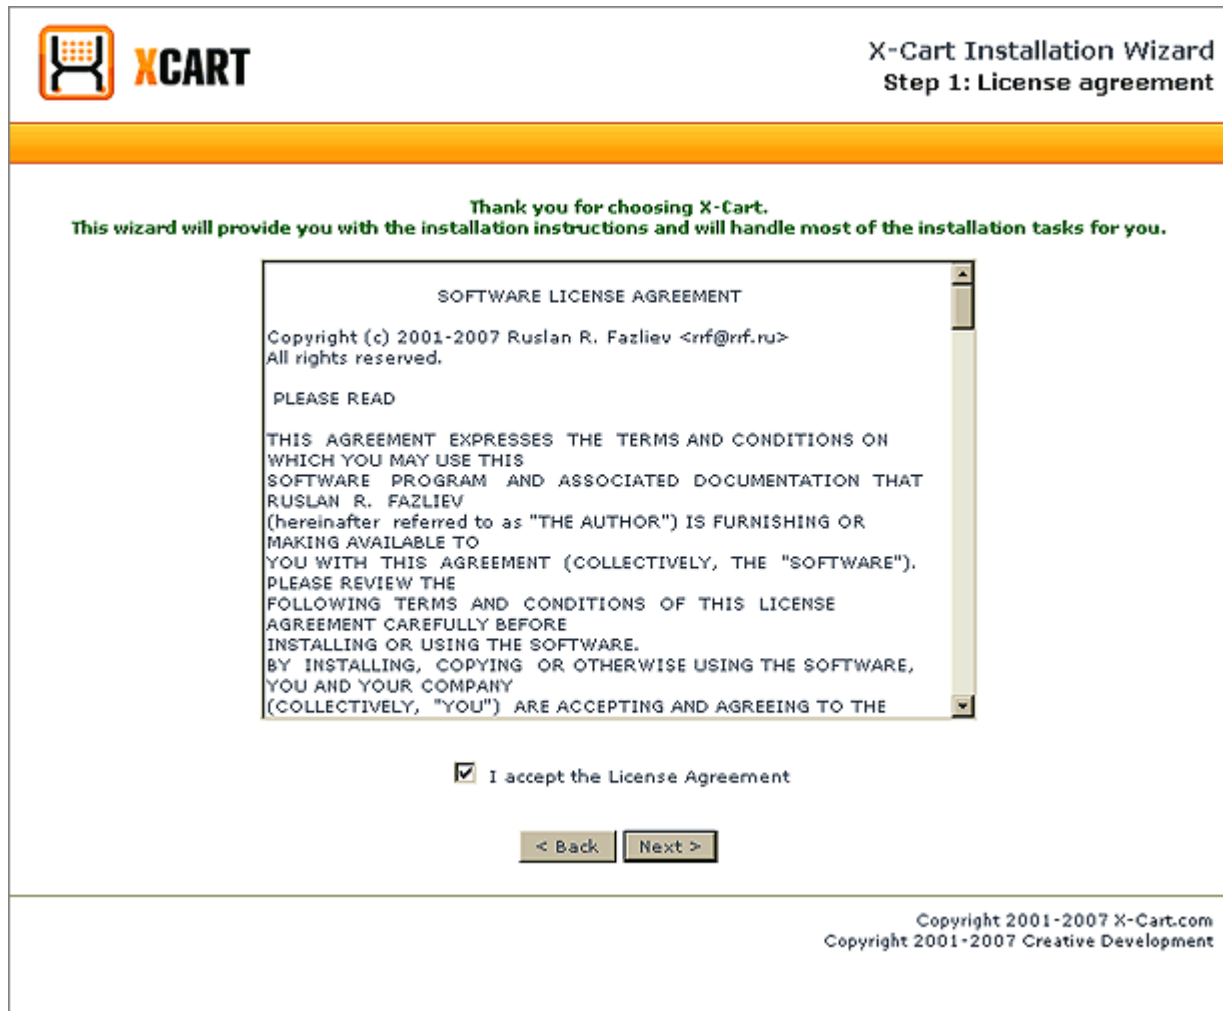 XCART
X-Cart Installation Wizard
Step 1: License agreement
Thank you for choosing X-Cart.
This wizard will provide you with the installation instructions and will handle most of the installation tasks for you.
SOFTWARE LICENSE AGREEMENT
Copyright (c) 2001-2007 Ruslan R. Fazliev <rrf@rrf.ru>
All rights reserved.
PLEASE READ
THIS AGREEMENT EXPRESSES THE TERMS AND CONDITIONS ON
WHICH YOU MAY USE THIS
SOFTWARE PROGRAM AND ASSOCIATED DOCUMENTATION THAT
RUSLAN R. FAZLIEV
(hereinafter referred to as "THE AUTHOR") IS FURNISHING OR
MAKING AVAILABLE TO
YOU WITH THIS AGREEMENT (COLLECTIVELY, THE "SOFTWARE").
PLEASE REVIEW THE
FOLLOWING TERMS AND CONDITIONS OF THIS LICENSE
AGREEMENT CAREFULLY BEFORE
INSTALLING OR USING THE SOFTWARE.
BY INSTALLING, COPYING OR OTHERWISE USING THE SOFTWARE,
YOU AND YOUR COMPANY
(COLLECTIVELY, "YOU") ARE ACCEPTING AND AGREEING TO THE
I accept the License Agreement
< Back Next >
Copyright 2001-2007 X-Cart.com
Copyright 2001-2007 Creative Development